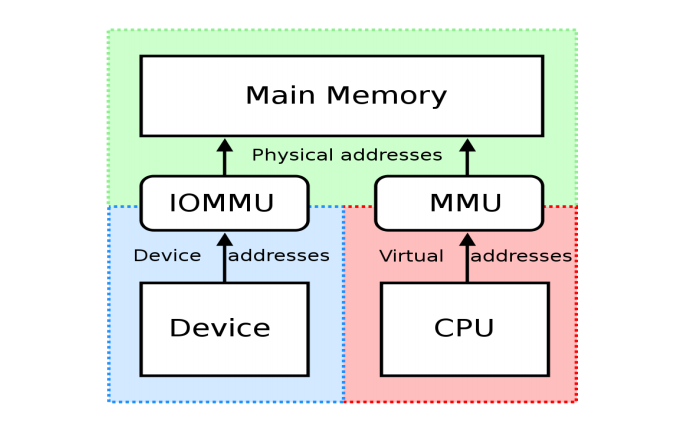 Main Memory
Physical addresses
IOMMU
MMU
Device addresses
Virtual addresses
Device
CPU